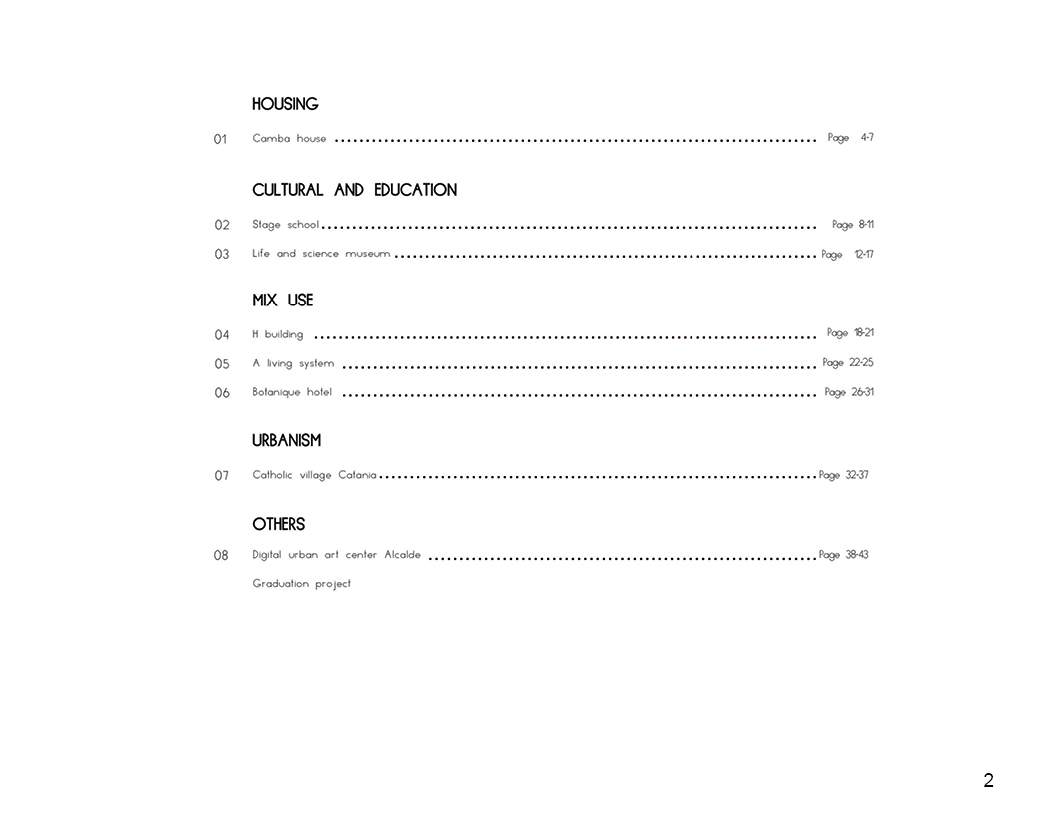 HOUSING
01 Camba house ........ Page 4-7
CULTURAL AND EDUCATION
02 Stage school ........ Page 8-11
03 Life and science museum ........ Page 12-17
MIX USE
04 H building ........ Page 18-21
05 A living system ........ Page 22-25
06 Botanique hotel ........ Page 26-31
URBANISM
07 Catholic village Catania ........ Page 32-37
OTHERS
08 Digital urban art center Alcalde ........ Page 38-43
Graduation project
2